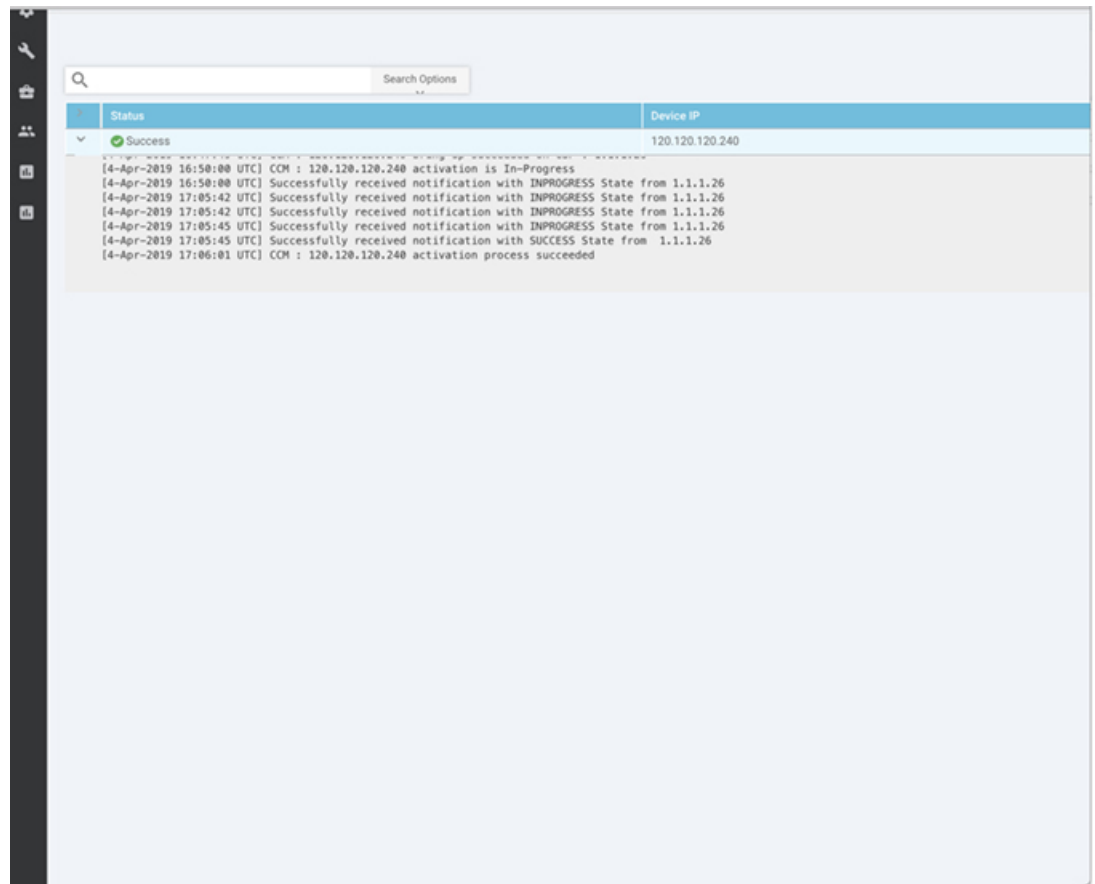 Search Options
Status Device IP
Success 120.120.120.240
[4-Apr-2019 16:50:00 UTC] CCM : 120.120.120.240 activation is In-Progress
[4-Apr-2019 16:50:00 UTC] Successfully received notification with INPROGRESS State from 1.1.1.26
[4-Apr-2019 17:05:42 UTC] Successfully received notification with INPROGRESS State from 1.1.1.26
[4-Apr-2019 17:05:42 UTC] Successfully received notification with INPROGRESS State from 1.1.1.26
[4-Apr-2019 17:05:45 UTC] Successfully received notification with INPROGRESS State from 1.1.1.26
[4-Apr-2019 17:05:45 UTC] Successfully received notification with SUCCESS State from 1.1.1.26
[4-Apr-2019 17:06:01 UTC] CCM : 120.120.120.240 activation process succeeded